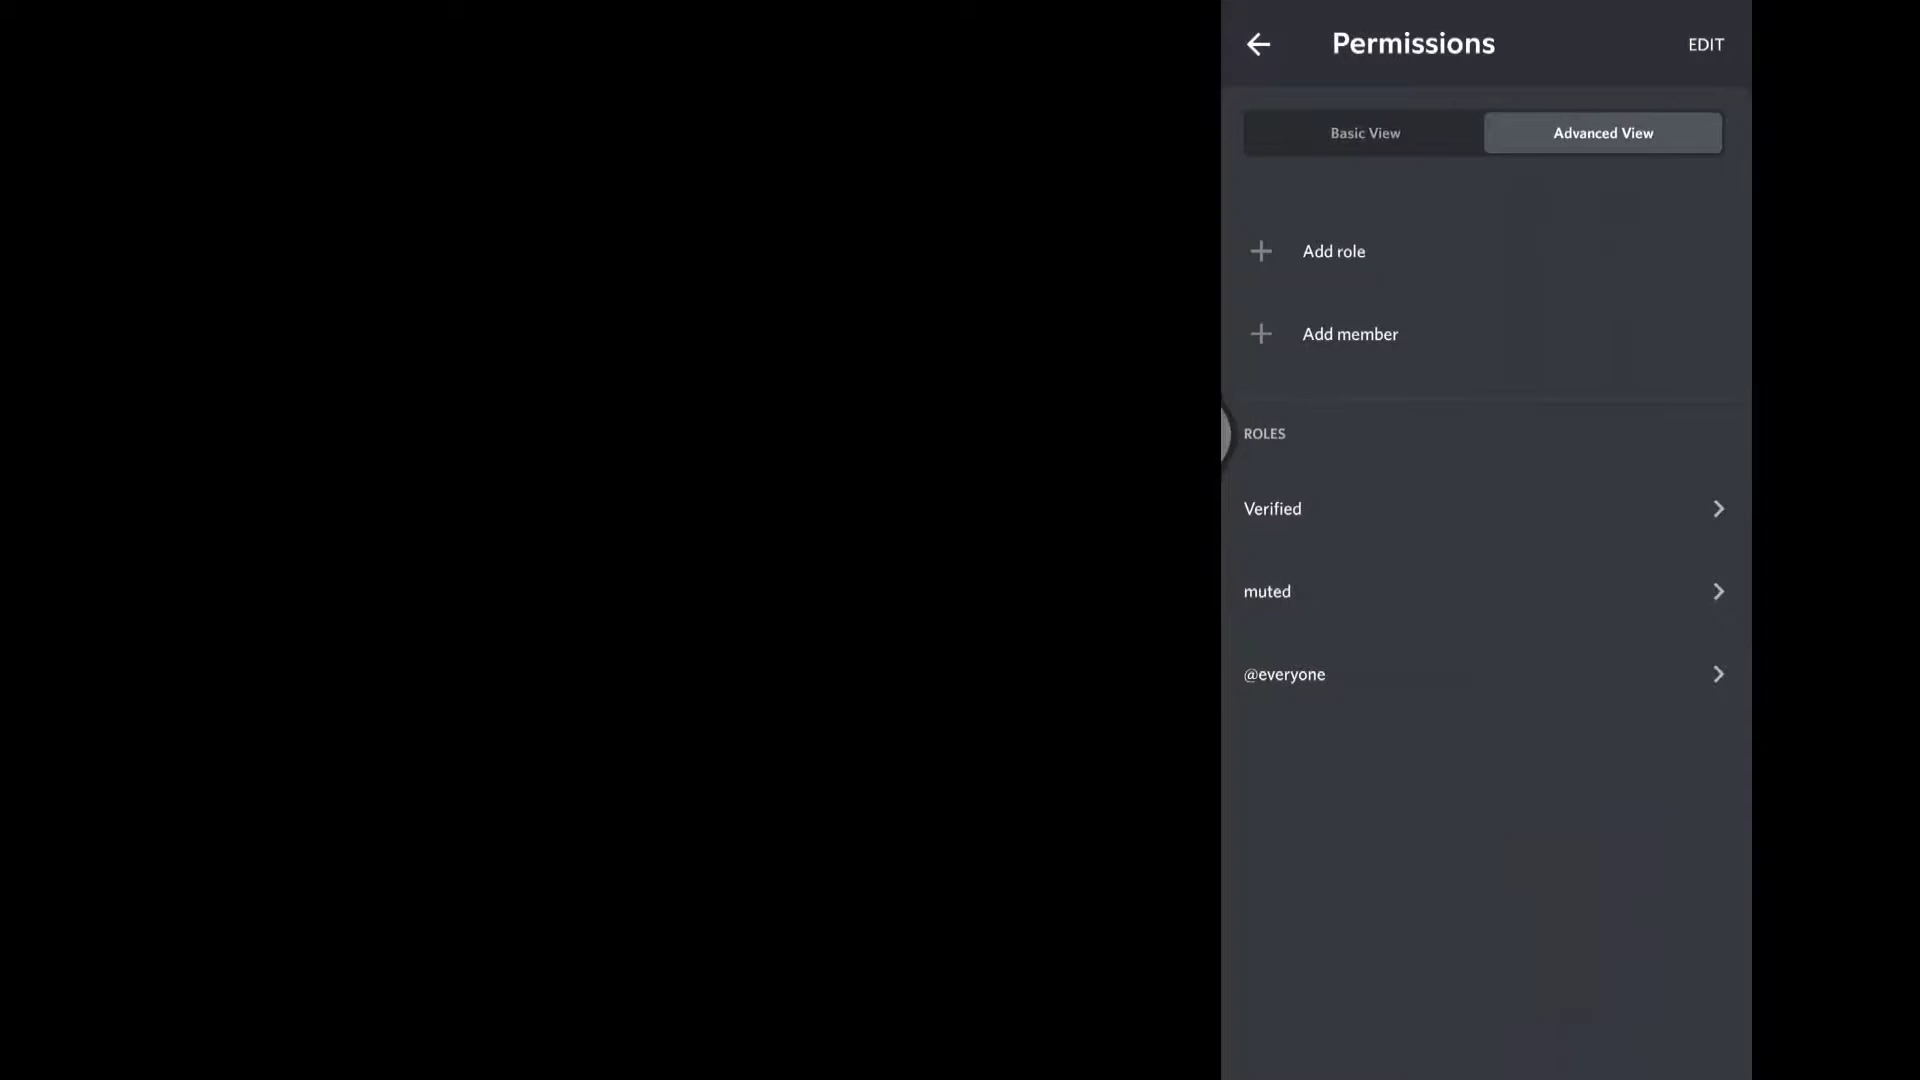 Permissions
EDIT
Basic View
Advanced View
Add role
Add member
ROLES
Verified
muted
@everyone